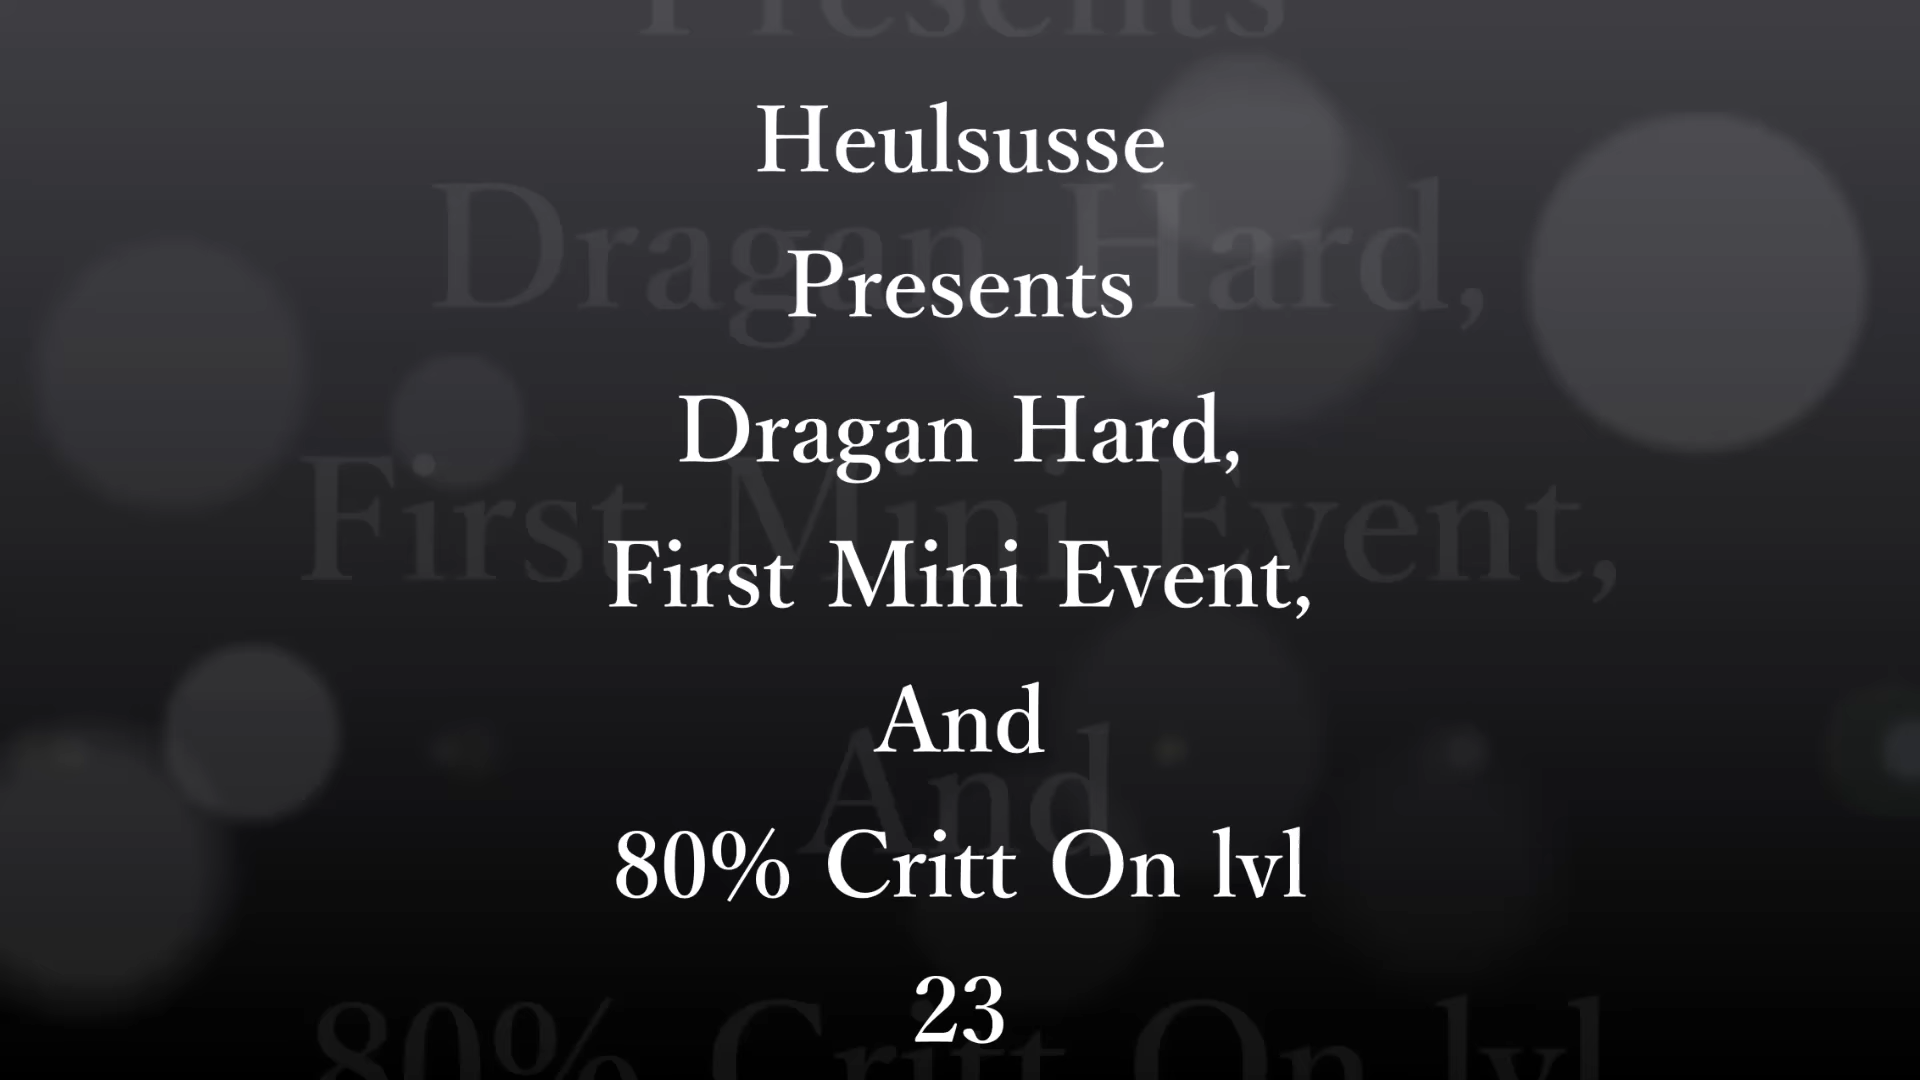 Heulsusse
Presents
Dragan Hard,
First Mini Event,
And
80% Critt On lvl
23